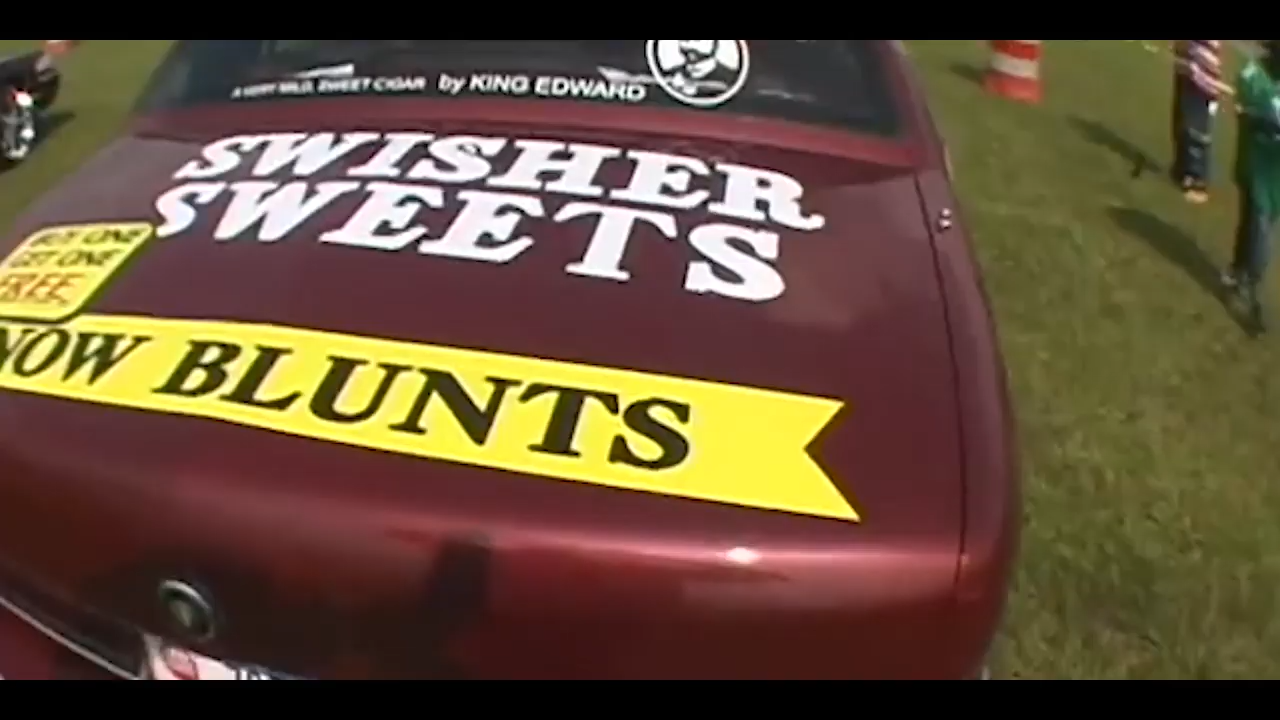 A VERY MILD, SWEET CIGAR by KING EDWARD
SWISHER
SWEETS
BUY ONE
GET ONE
FREE
NOW BLUNTS